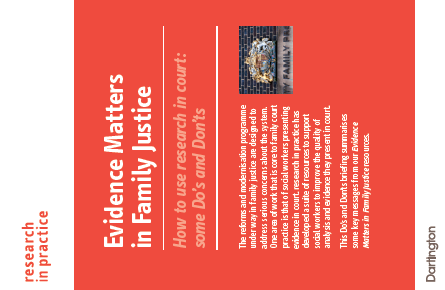 research
in practice
Evidence Matters
in Family Justice
How to use research in court:
some Do's and Don'ts
Y FAMILY PR
The reforms and modernisation programme
under way in family justice are designed to
address serious concerns about the system.
One area of work that is core to family court
practice is that of social workers presenting
evidence in court. research in practice has
developed a suite of resources to support
social workers to improve the quality of
analysis and evidence they present in court.
This Do's and Don'ts briefing summarises
some key messages from our Evidence
Matters in Family Justice resources.
Dartington